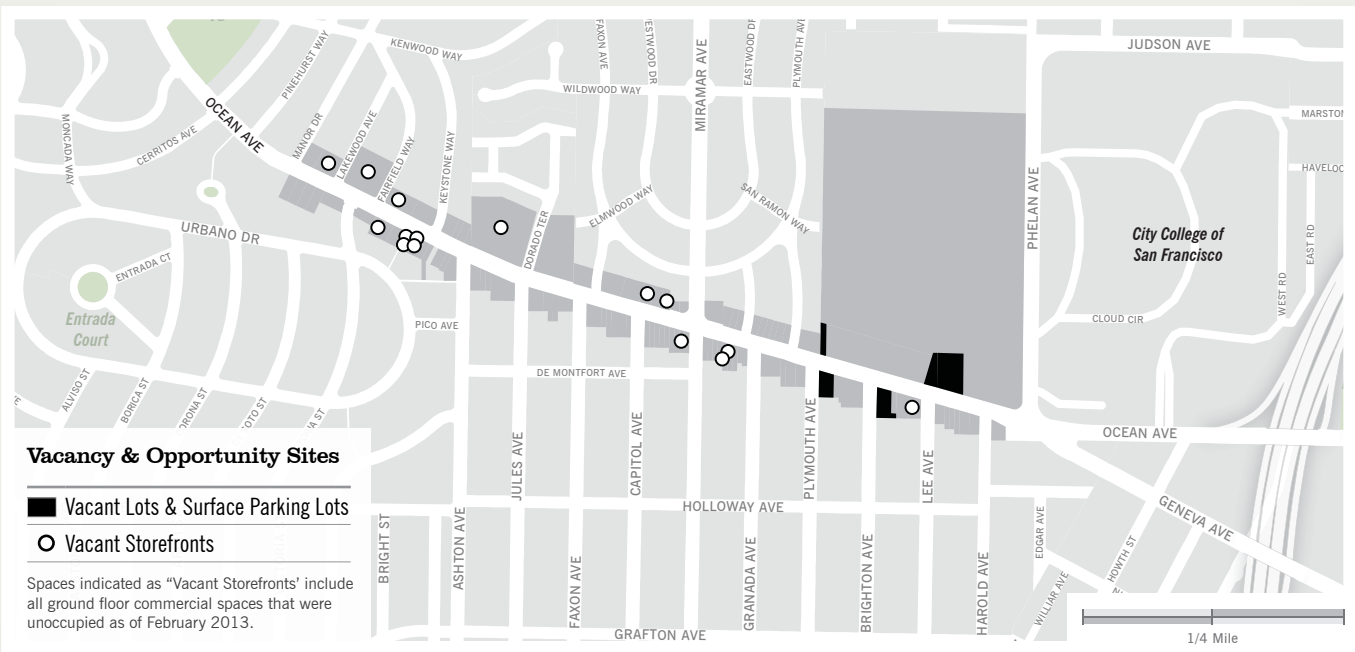 JUDSON AVE
KENWOOD WAY
PINEHURST WAY
FAXON AVE
EASTWOOD DR
PLYMOUTH AVE
MIRAMAR AVE
WILDWOOD WAY
OCEAN AVE
MONCADA WAY
CERRITOS AVE
MANOR DR
LAKEWOOD AVE
FAIRFIELD WAY
KEYSTONE WAY
ELMWOOD WAY
SAN RAMON WAY
DORADO TER
PHELAN AVE
HAVELOC
City College of
San Francisco
EAST RD
WEST RD
CLOUD CIR
URBANO DR
ENTRADA CT
Entrada
Court
PICO AVE
DE MONTFORT AVE
ALVISO ST
BORICA ST
OCEAN AVE
JULES AVE
CAPITOL AVE
PLYMOUTH AVE
LEE AVE
HOLLOWAY AVE
GENEVA AVE
BRIGHT ST
ASHTON AVE
FAXON AVE
GRANADA AVE
BRIGHTON AVE
HAROLD AVE
EDGAR AVE
HOWTH ST
WILLIAR AVE
GRAFTON AVE
Vacancy & Opportunity Sites
Vacant Lots & Surface Parking Lots
Vacant Storefronts
Spaces indicated as “Vacant Storefronts’ include
all ground floor commercial spaces that were
unoccupied as of February 2013.
1/4 Mile